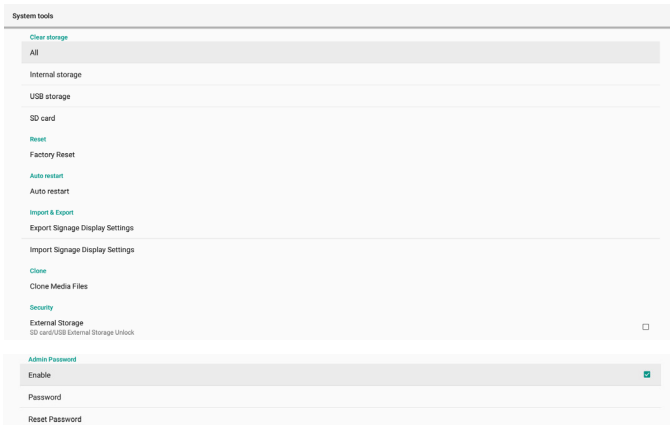 System tools
Clear storage
All
Internal storage
USB storage
SD card
Reset
Factory Reset
Auto restart
Auto restart
Import & Export
Export Signage Display Settings
Import Signage Display Settings
Clone
Clone Media Files
Security
External Storage
SD card/USB External Storage Unlock
Admin Password
Enable
Password
Reset Password